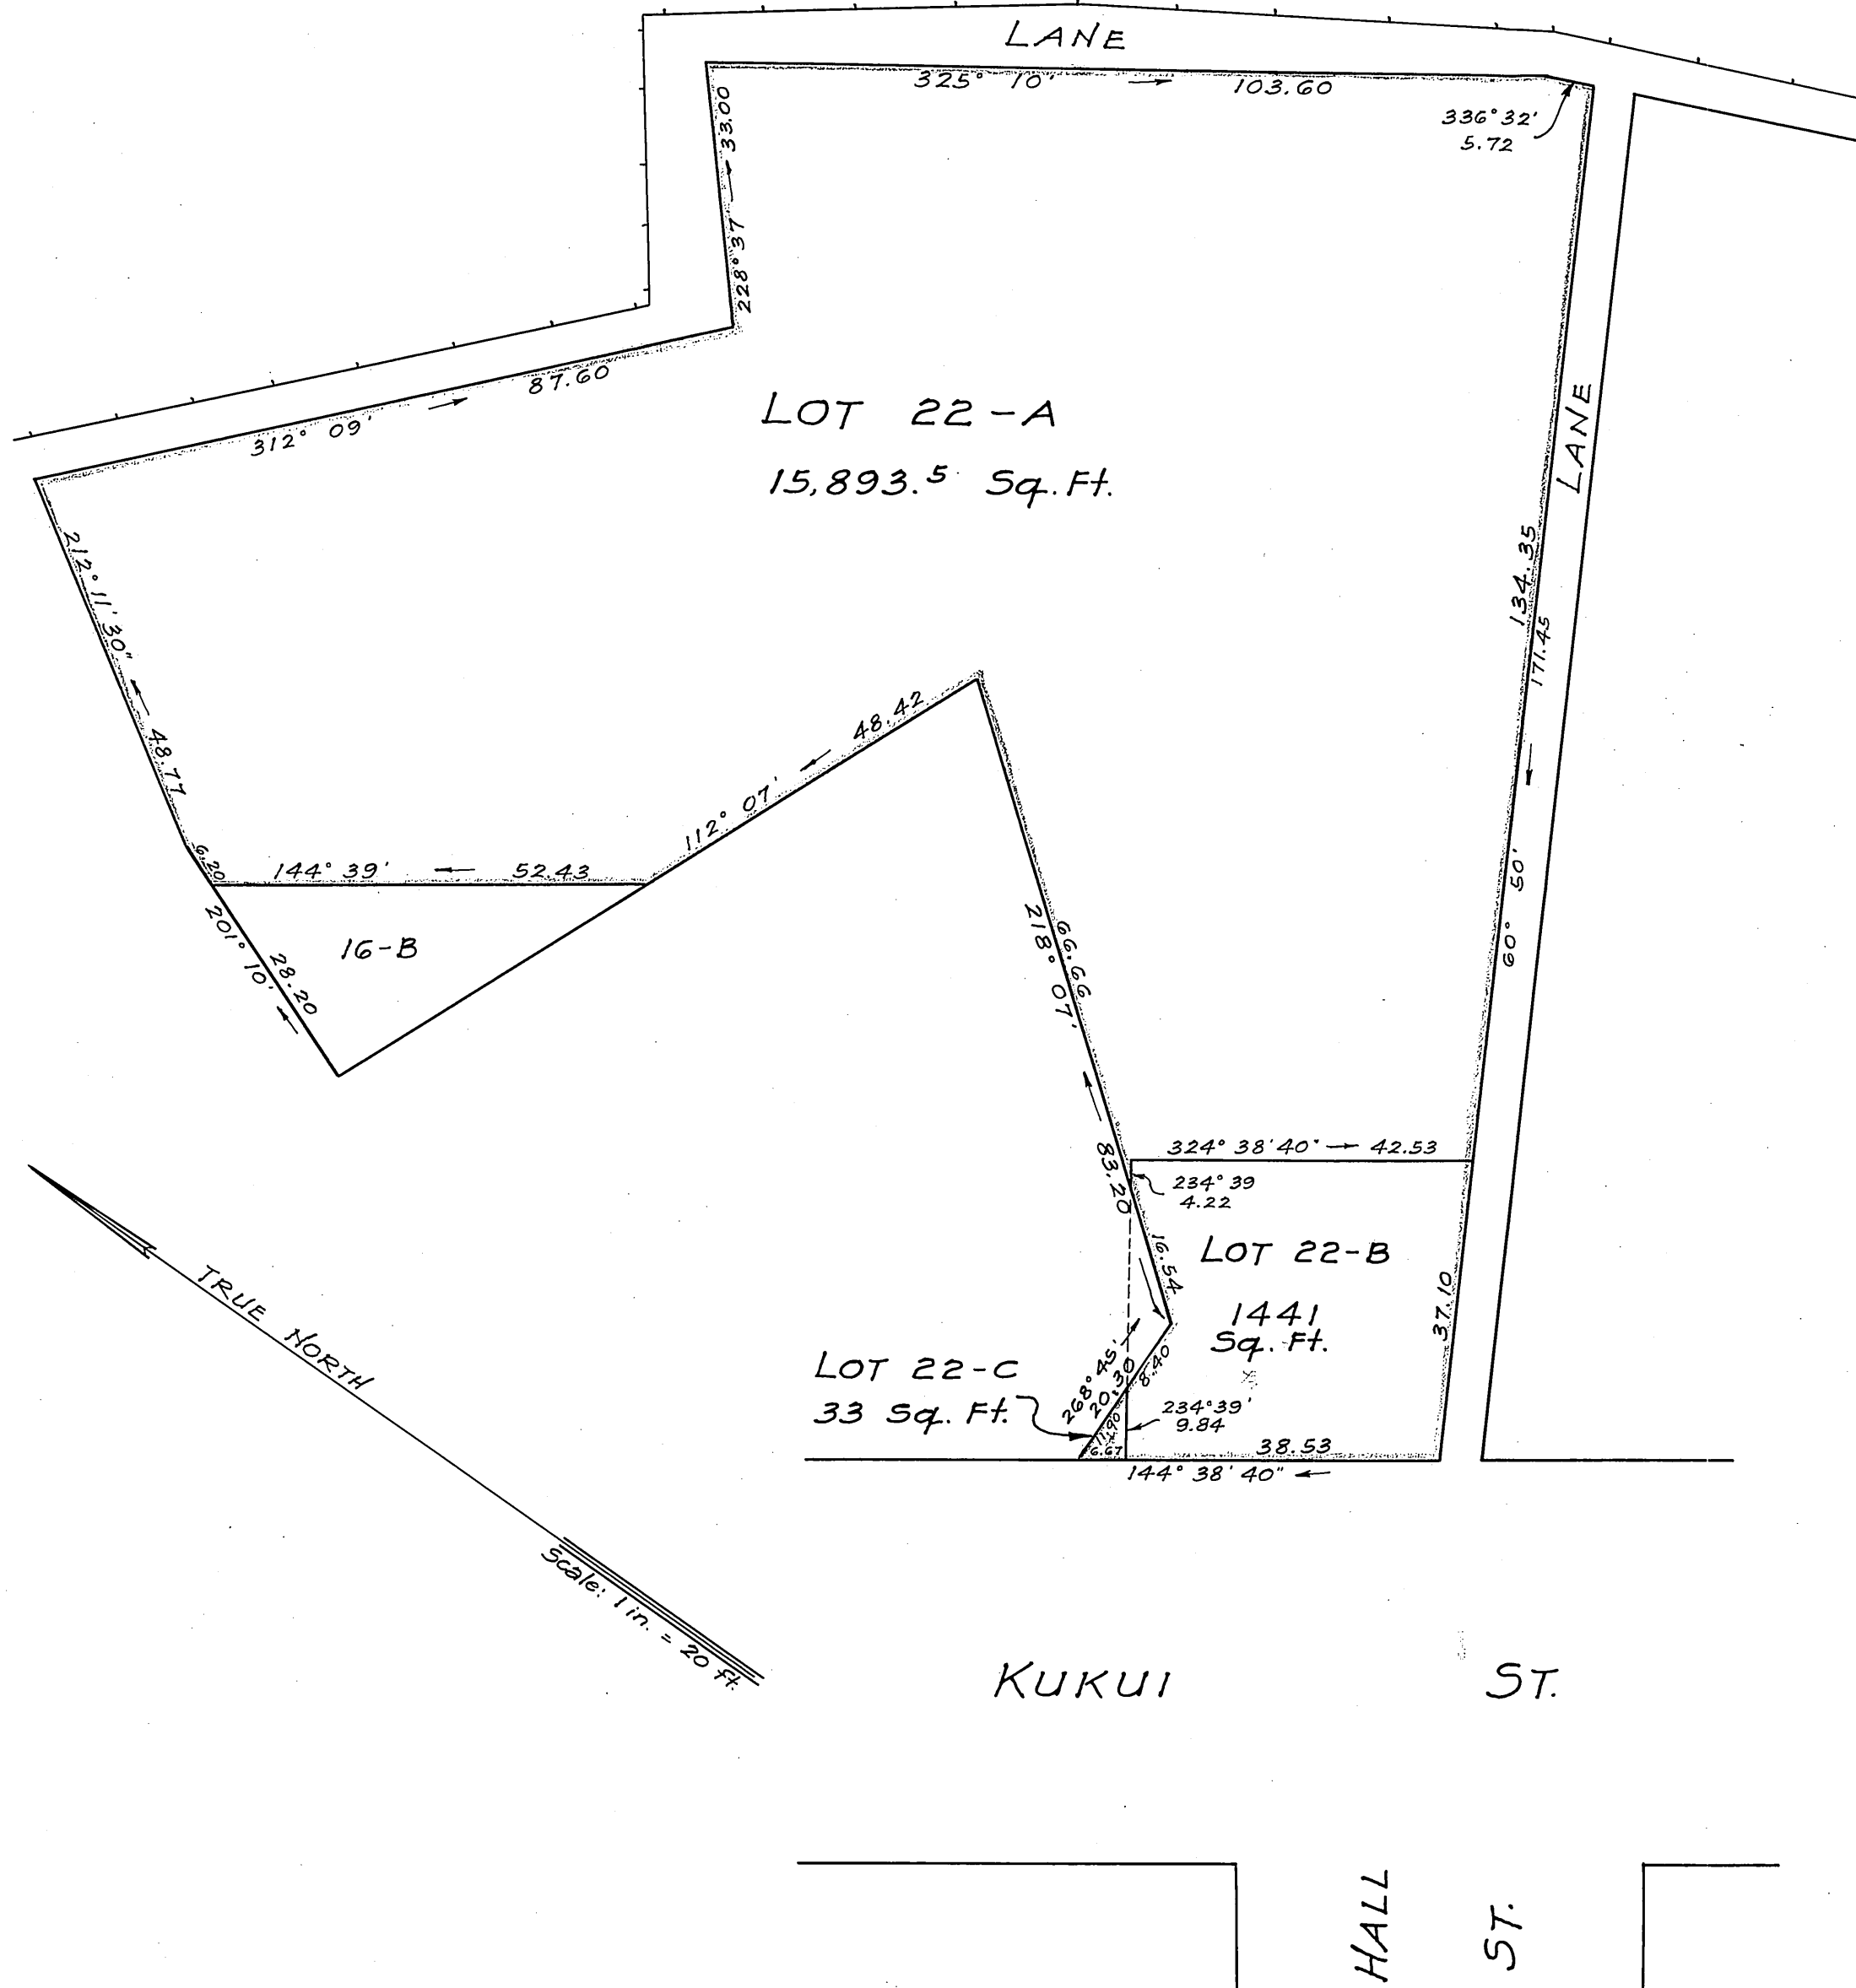 LANE
325° 10' 103.60
336° 32'
5.72
228° 37 33.00
312° 09' 87.60
LOT 22-A
15,893.5 Sq. Ft.
LANE
134.35
171.45
60° 50'
212° 11' 30" 48.77
112° 07' 48.42
6.20
144° 39' 52.43
201° 10' 28.20
16-B
66.66
218° 07' 83.20
324° 38' 40" 42.53
234° 39
4.22
16.54
LOT 22-B
1441
Sq. Ft.
37.10
TRUE NORTH
LOT 22-C
33 Sq. Ft.
268° 45'
20.30
8.40
11.90
6.67
234° 39'
9.84
38.53
144° 38' 40"
Scale: 1 in. = 20 ft.
KUKUI ST.
HALL ST.